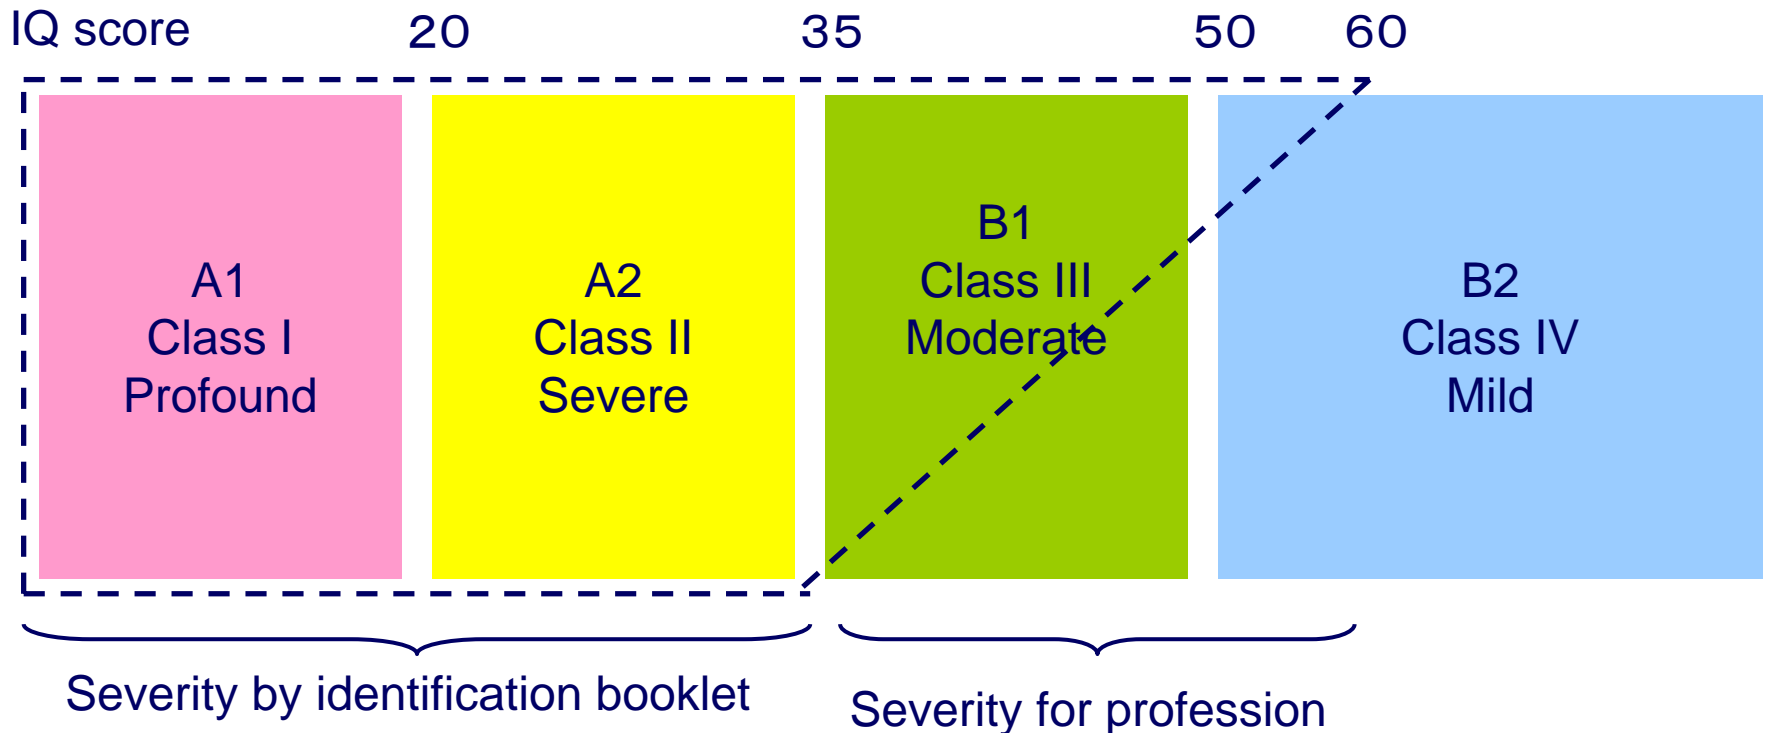 IQ score 20 35 50 60
A1
Class I
Profound
A2
Class II
Severe
B1
Class III
Moderate
B2
Class IV
Mild
Severity by identification booklet
Severity for profession